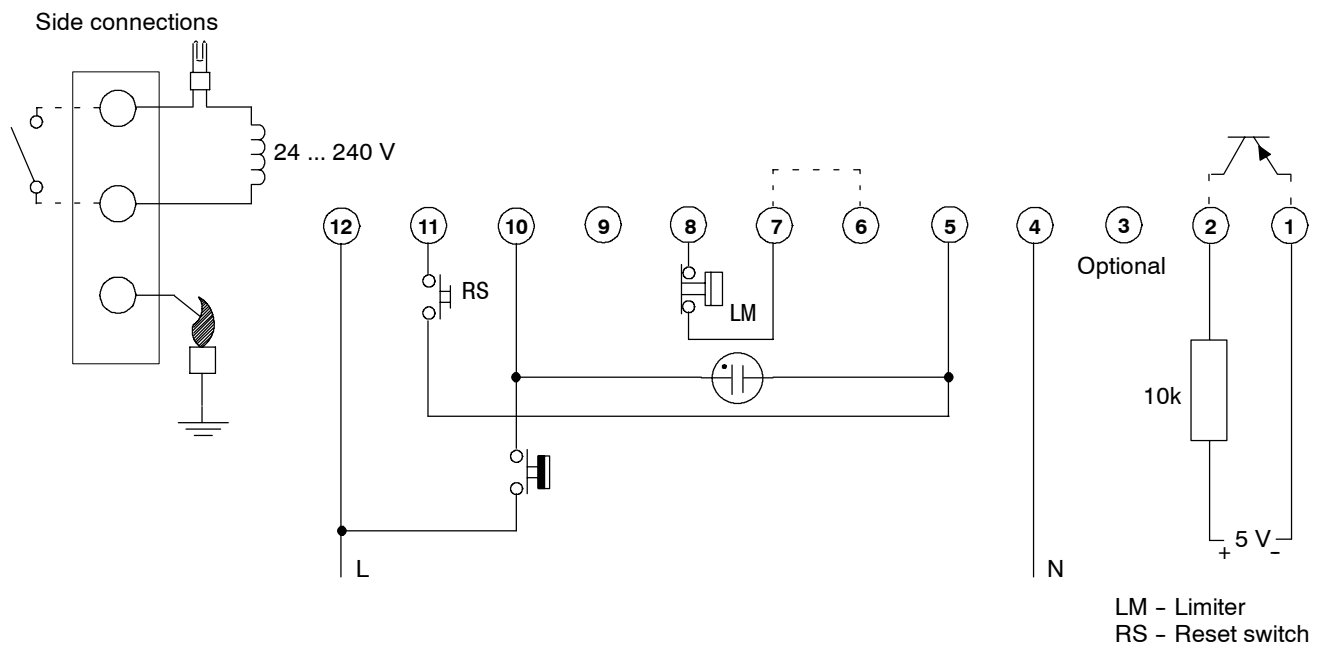 Side connections
24 ... 240 V
12 11 10 9 8 7 6 5 4 3 2 1
Optional
RS
LM
10k
5 V
+ -
L
N
LM - Limiter
RS - Reset switch